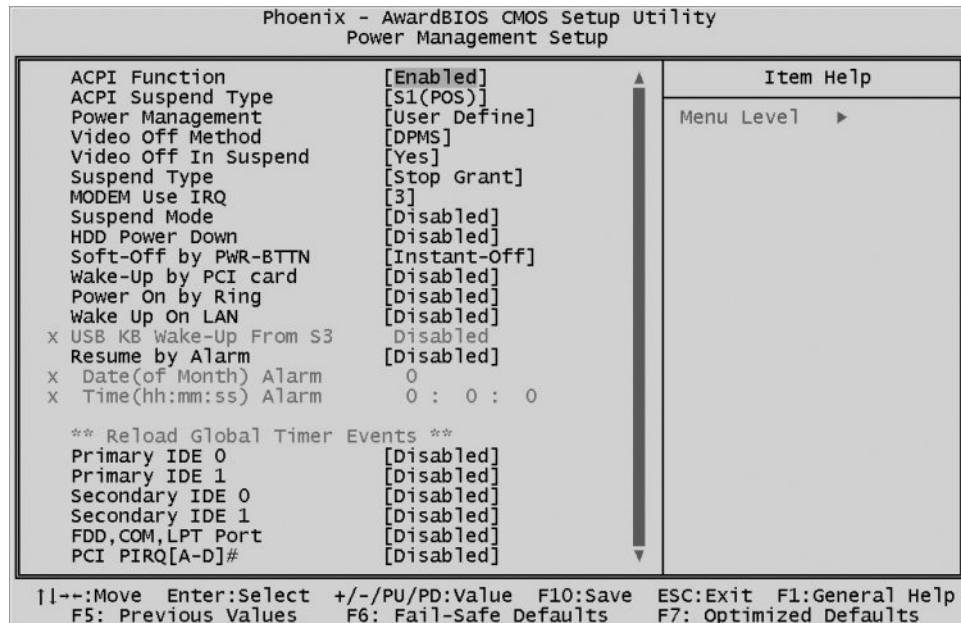 Phoenix - AwardBIOS CMOS Setup Utility
Power Management Setup
ACPI Function [Enabled]
ACPI Suspend Type [S1(POS)]
Power Management [User Define]
Video Off Method [DPMS]
Video Off In Suspend [Yes]
Suspend Type [Stop Grant]
MODEM Use IRQ [3]
Suspend Mode [Disabled]
HDD Power Down [Disabled]
Soft-Off by PWR-BTTN [Instant-Off]
Wake-Up by PCI card [Disabled]
Power On by Ring [Disabled]
Wake Up On LAN [Disabled]
x USB KB Wake-Up From S3 Disabled
Resume by Alarm [Disabled]
x Date(of Month) Alarm 0
x Time(hh:mm:ss) Alarm 0 : 0 : 0
** Reload Global Timer Events **
Primary IDE 0 [Disabled]
Primary IDE 1 [Disabled]
Secondary IDE 0 [Disabled]
Secondary IDE 1 [Disabled]
FDD,COM,LPT Port [Disabled]
PCI PIRQ[A-D]# [Disabled]
Item Help
Menu Level ▶
↑↓→←:Move Enter:Select +/-/PU/PD:Value F10:Save ESC:Exit F1:General Help
F5: Previous Values F6: Fail-Safe Defaults F7: Optimized Defaults